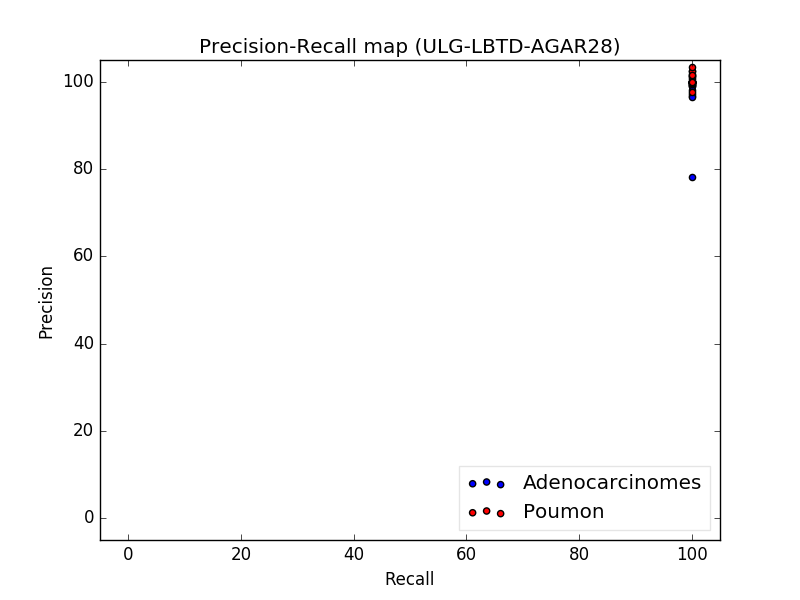 Precision-Recall map (ULG-LBTD-AGAR28)
100
80
60
40
20
0
Precision
Adenocarcinomes
Poumon
0 20 40 60 80 100
Recall